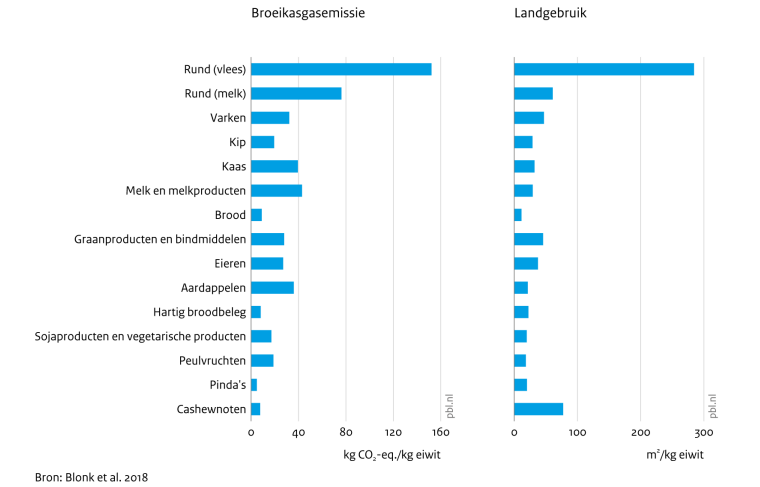 Broeikasgasemissie
Landgebruik
Rund (vlees)
Rund (melk)
Varken
Kip
Kaas
Melk en melkproducten
Brood
Graanproducten en bindmiddelen
Eieren
Aardappelen
Hartig broodbeleg
Sojaproducten en vegetarische producten
Peulvruchten
Pinda's
Cashewnoten
pbl.nl
pbl.nl
0 40 80 120 160
0 100 200 300
kg CO₂-eq./kg eiwit
m²/kg eiwit
Bron: Blonk et al. 2018